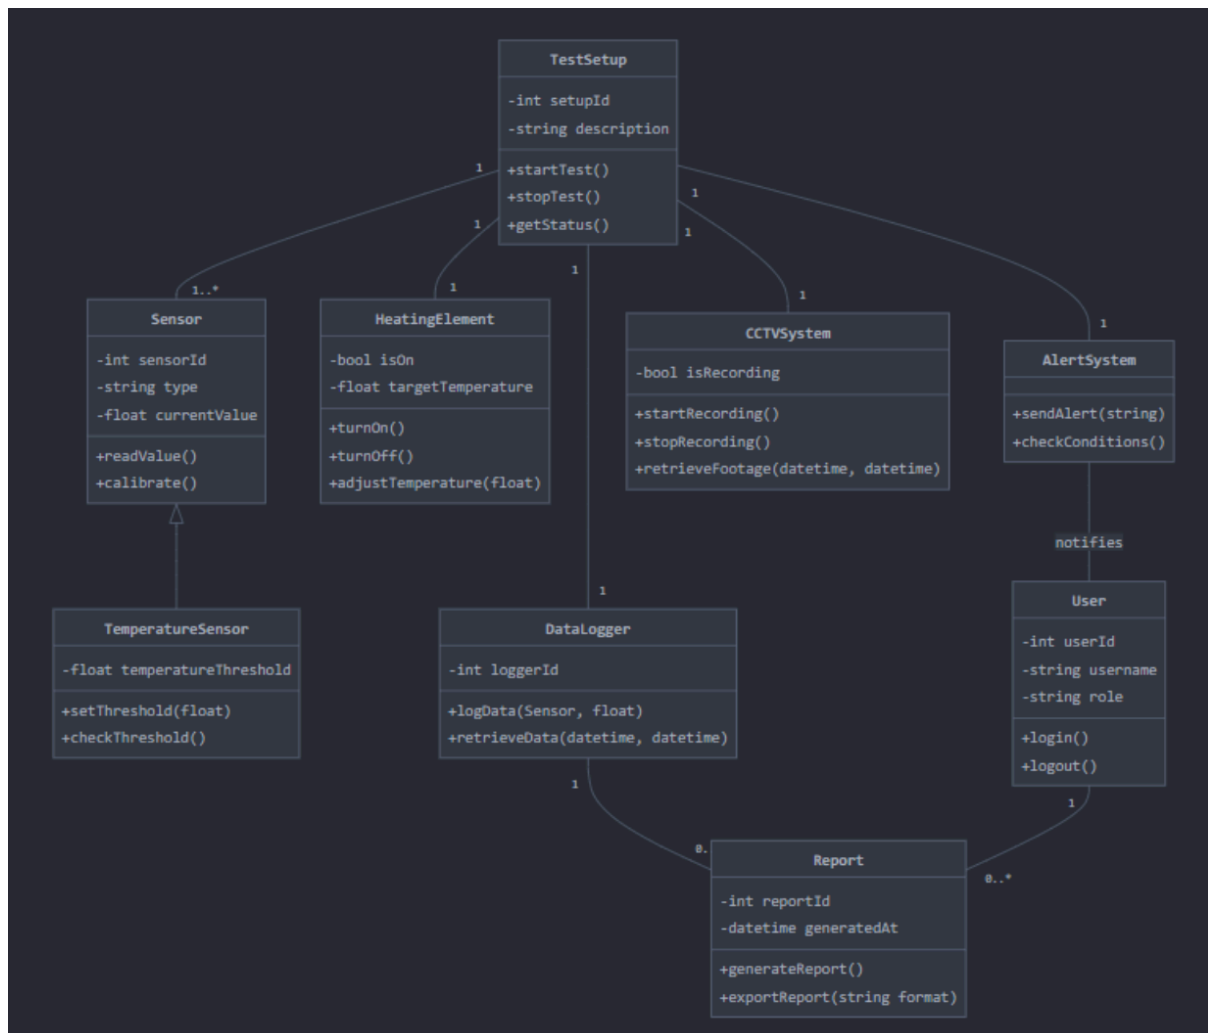 TestSetup
-int setupId
-string description
+startTest()
+stopTest()
+getStatus()
1
1
1
1
1
1..*
1
1
1
Sensor
-int sensorId
-string type
-float currentValue
+readValue()
+calibrate()
HeatingElement
-bool isOn
-float targetTemperature
+turnOn()
+turnOff()
+adjustTemperature(float)
CCTVSystem
-bool isRecording
+startRecording()
+stopRecording()
+retrieveFootage(datetime, datetime)
AlertSystem
+sendAlert(string)
+checkConditions()
notifies
1
TemperatureSensor
-float temperatureThreshold
+setThreshold(float)
+checkThreshold()
DataLogger
-int loggerId
+logData(Sensor, float)
+retrieveData(datetime, datetime)
User
-int userId
-string username
-string role
+login()
+logout()
1
1
0.
0..*
Report
-int reportId
-datetime generatedAt
+generateReport()
+exportReport(string format)